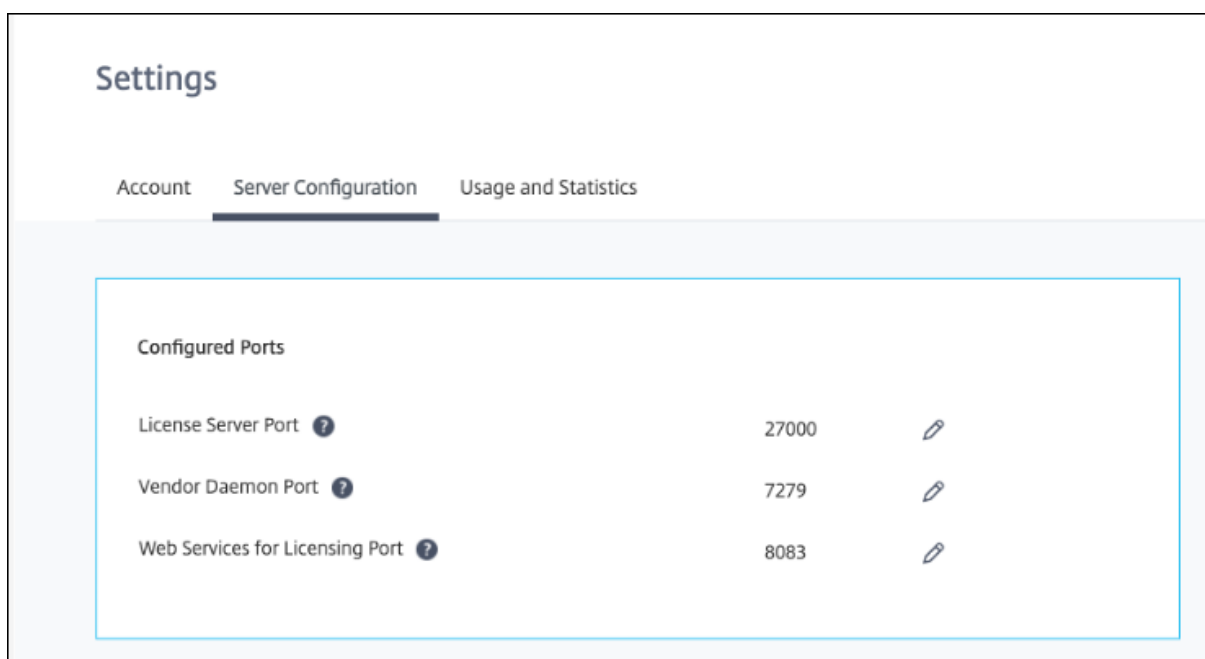 Settings
Account Server Configuration Usage and Statistics
Configured Ports
License Server Port ? 27000
Vendor Daemon Port ? 7279
Web Services for Licensing Port ? 8083